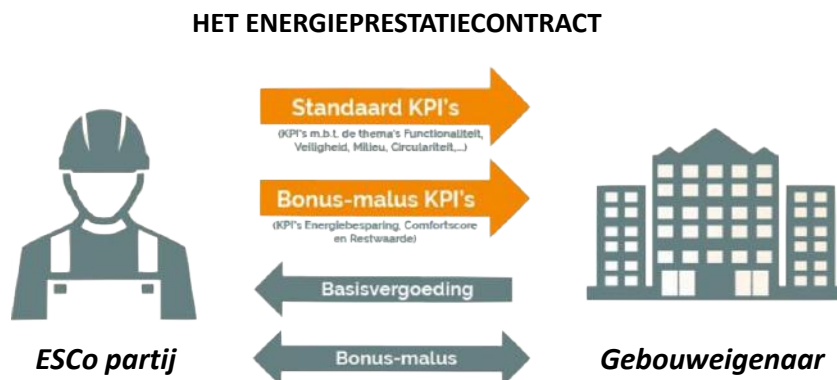 HET ENERGIEPRESTATIECONTRACT
Standaard KPI's
(KPI's m.b.t. de thema's Functionaliteit,
Veiligheid, Milieu, Circulariteit,...)
Bonus-malus KPI's
(KPI's Energiebesparing, Comfortscore
en Restwaarde)
Basisvergoeding
Bonus-malus
ESCo partij
Gebouweigenaar